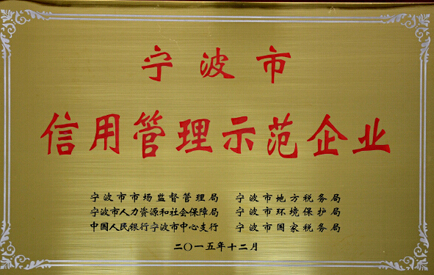 宁波市
信用管理示范企业
宁波市市场监督管理局 宁波市地方税务局
宁波市人力资源和社会保障局 宁波市环境保护局
中国人民银行宁波市中心支行 宁波市国家税务局
二〇一五年十二月